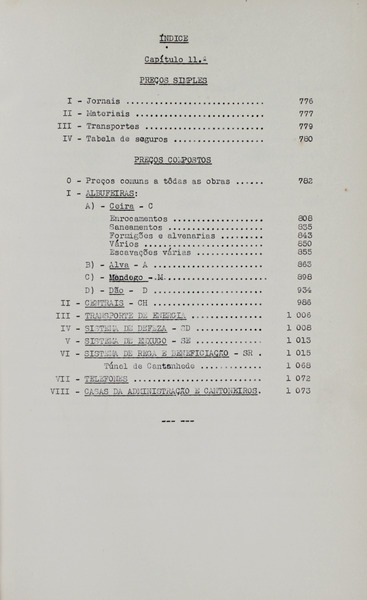 ÍNDICE
Capítulo 11.º
PREÇOS SIMPLES
I - Jornais ............................ 776
II - Materiais .......................... 777
III - Transportes ........................ 779
IV - Tabela de seguros .................. 780
PREÇOS COMPOSTOS
0 - Preços comuns a tôdas as obras ...... 782
I - ALBUFEIRAS:
A) - Ceira - C
Enrocamentos ................... 808
Saneamentos .................... 835
Formigões e alvenarias ......... 843
Vários ......................... 850
Escavações várias .............. 855
B) - Alva - A ....................... 863
C) - Mondego - M..................... 898
D) - Dão - D ....................... 934
II - CENTRAIS - CH ...................... 986
III - TRANSPORTE DE ENERGIA .............. 1 006
IV - SISTEMA DE DEFEZA - SD ............. 1 008
V - SISTEMA DE ENXUGO - SE ............. 1 013
VI - SISTEMA DE REGA E BENEFICIAÇÃO - SH . 1 015
Túnel de Cantanhede ............. 1 068
VII - TELEFONES .......................... 1 072
VIII - CASAS DA ADMINISTRAÇÃO E CANTONEIROS. 1 073
--- ---